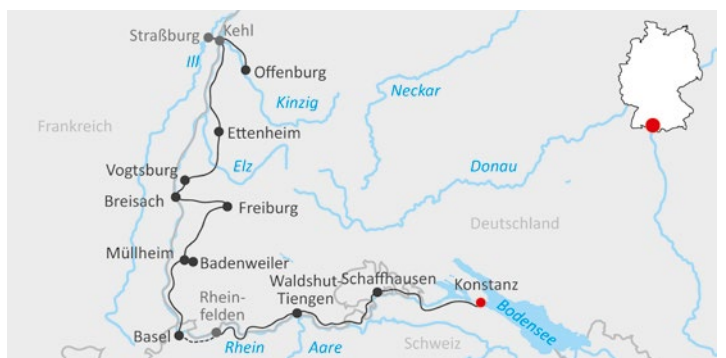 Straßburg
Kehl
Ill
Offenburg
Kinzig
Neckar
Frankreich
Ettenheim
Elz
Donau
Vogtsburg
Breisach
Freiburg
Deutschland
Müllheim
Badenweiler
Waldshut-
Tiengen
Schaffhausen
Konstanz
Rhein-
felden
Bodensee
Basel
Rhein
Aare
Schweiz